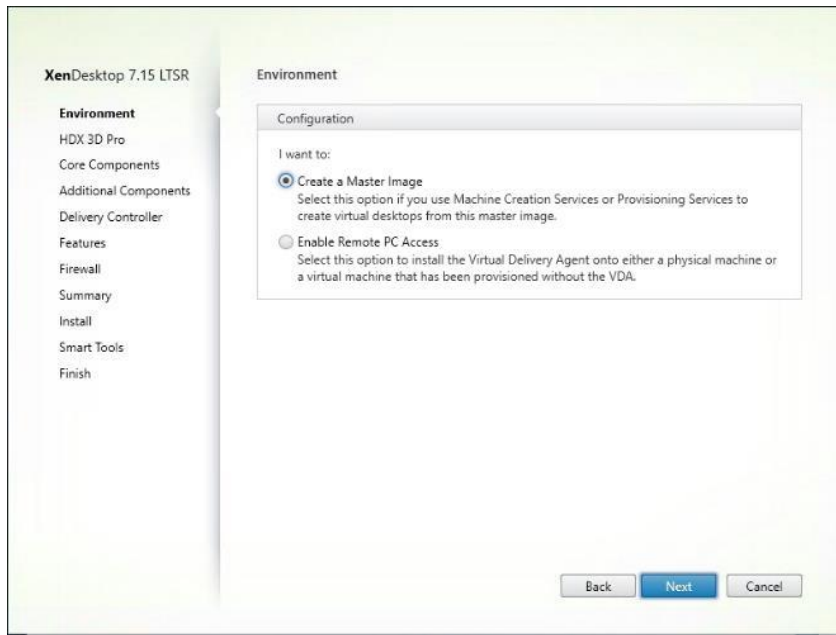 XenDesktop 7.15 LTSR
Environment
HDX 3D Pro
Core Components
Additional Components
Delivery Controller
Features
Firewall
Summary
Install
Smart Tools
Finish
Environment
Configuration
I want to:
Create a Master Image
Select this option if you use Machine Creation Services or Provisioning Services to
create virtual desktops from this master image.
Enable Remote PC Access
Select this option to install the Virtual Delivery Agent onto either a physical machine or
a virtual machine that has been provisioned without the VDA.
Back
Next
Cancel